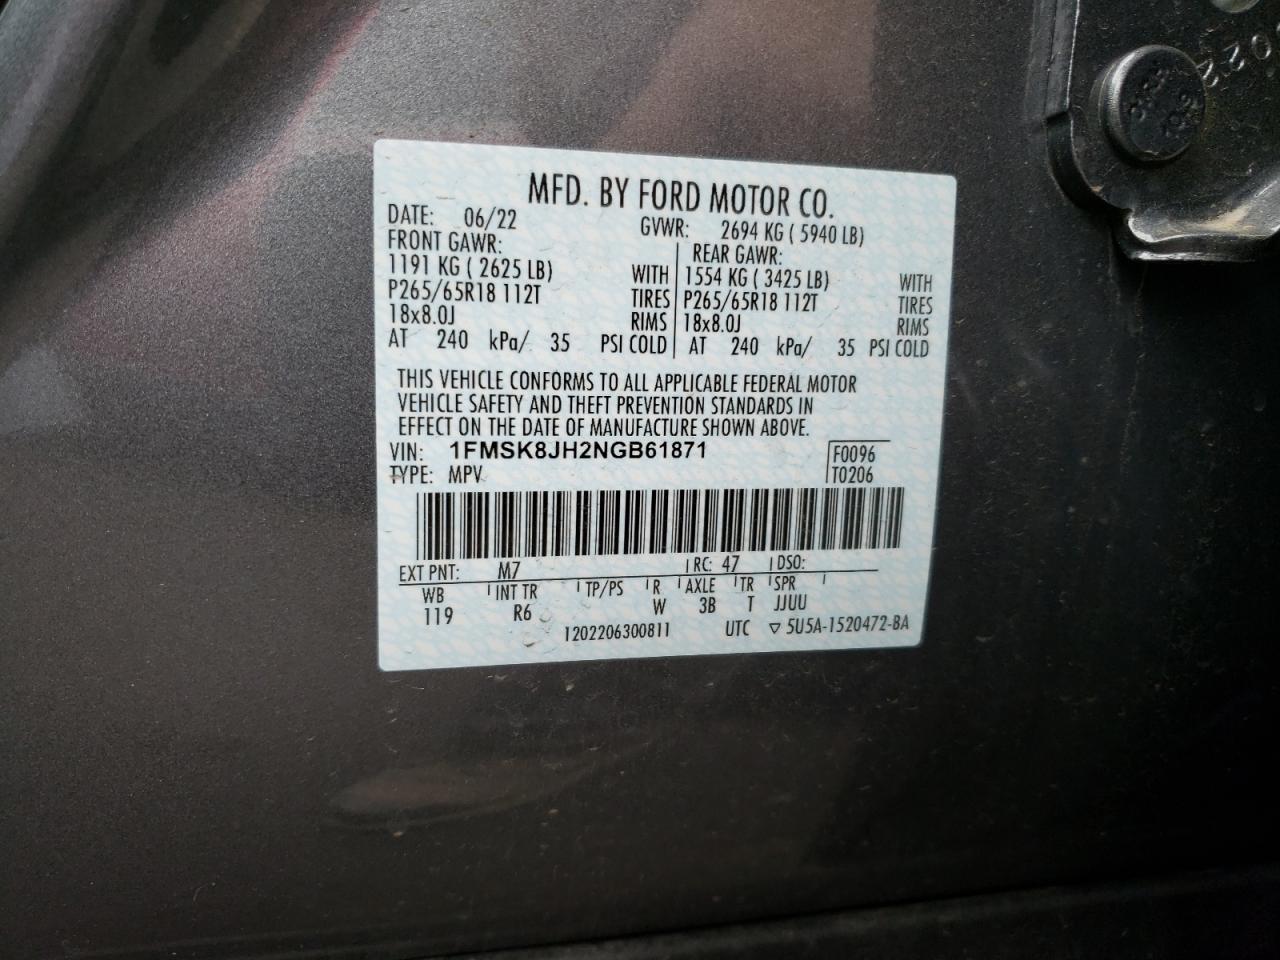 MFD. BY FORD MOTOR CO.
DATE: 06/22 GVWR: 2694 KG ( 5940 LB)
FRONT GAWR: REAR GAWR:
1191 KG ( 2625 LB) WITH 1554 KG ( 3425 LB) WITH
P265/65R18 112T TIRES P265/65R18 112T TIRES
18x8.0J RIMS 18x8.0J RIMS
AT 240 kPa/ 35 PSI COLD AT 240 kPa/ 35 PSI COLD
THIS VEHICLE CONFORMS TO ALL APPLICABLE FEDERAL MOTOR
VEHICLE SAFETY AND THEFT PREVENTION STANDARDS IN
EFFECT ON THE DATE OF MANUFACTURE SHOWN ABOVE.
VIN: 1FMSK8JH2NGB61871 F0096
TYPE: MPV T0206
EXT PNT: M7 RC: 47 DSO:
WB INT TR TP/PS R AXLE TR SPR
119 R6 W 3B T JJUU
1202206300811 UTC ▽ 5U5A-1520472-BA